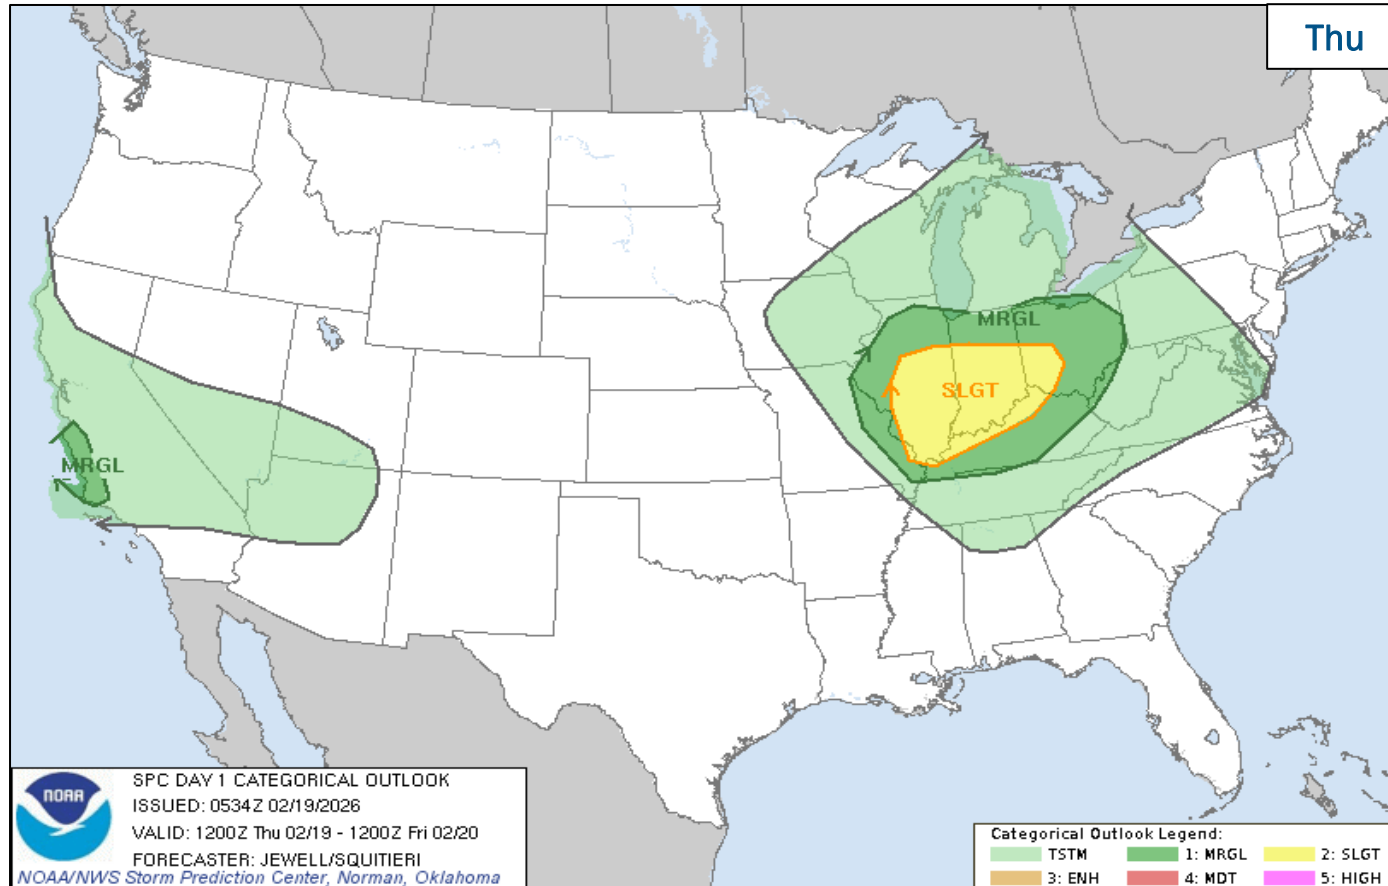 Thu
MRGL
SLGT
MRGL
NOAA
SPC DAY 1 CATEGORICAL OUTLOOK
ISSUED: 0534Z 02/19/2026
VALID: 1200Z Thu 02/19 - 1200Z Fri 02/20
FORECASTER: JEWELL/SQUITIERI
NOAA/NWS Storm Prediction Center, Norman, Oklahoma
Categorical Outlook Legend:
TSTM 1: MRGL 2: SLGT
3: ENH 4: MDT 5: HIGH